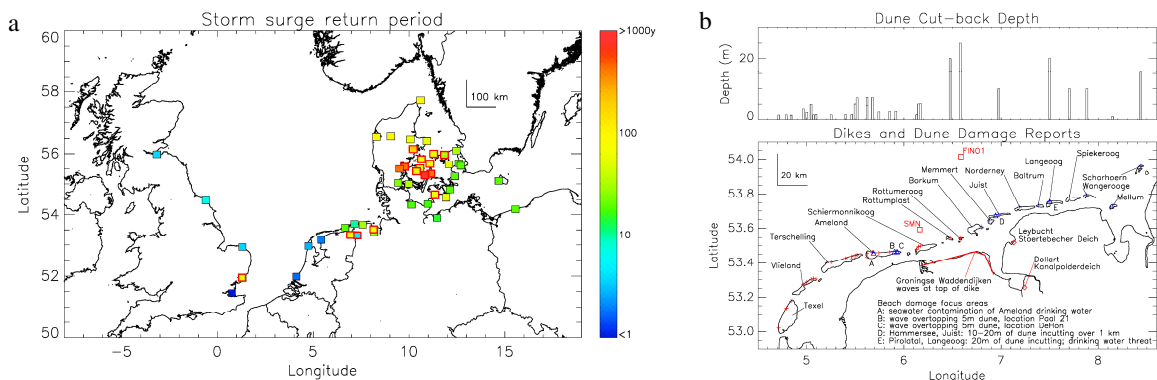 a
Storm surge return period
60
58
56
54
52
50
Latitude
-5
0
5
10
15
Longitude
100 km
>1000y
100
10
<1
b
Dune Cut-back Depth
20
0
Depth (m)
Dikes and Dune Damage Reports
54.0
53.8
53.6
53.4
53.2
53.0
Latitude
20 km
FINO1
Spiekeroog
Langeoog
Memmert
Norderney
Baltrum
Scharhoern
Wangerooge
Borkum
Juist
Mellum
Rottumeroog
Rottumplast
D
E
Schiermonnikoog
SMN
Leybucht
Stoertebecher Deich
Ameland
B C
Terschelling
A
Dollart
Kanalpolderdeich
Vlieland
Groningse Waddendijken
waves at top of dike
Texel
Beach damage focus areas
A: seawater contamination of Ameland drinking water
B: wave overtopping 5m dune, location Paal 21
C: wave overtopping 5m dune, location DeHon
D: Hammersee, Juist: 10-20m of dune incutting over 1 km
E: Pirolatal, Langeoog: 20m of dune incutting; drinking water threat
5
6
7
8
Longitude